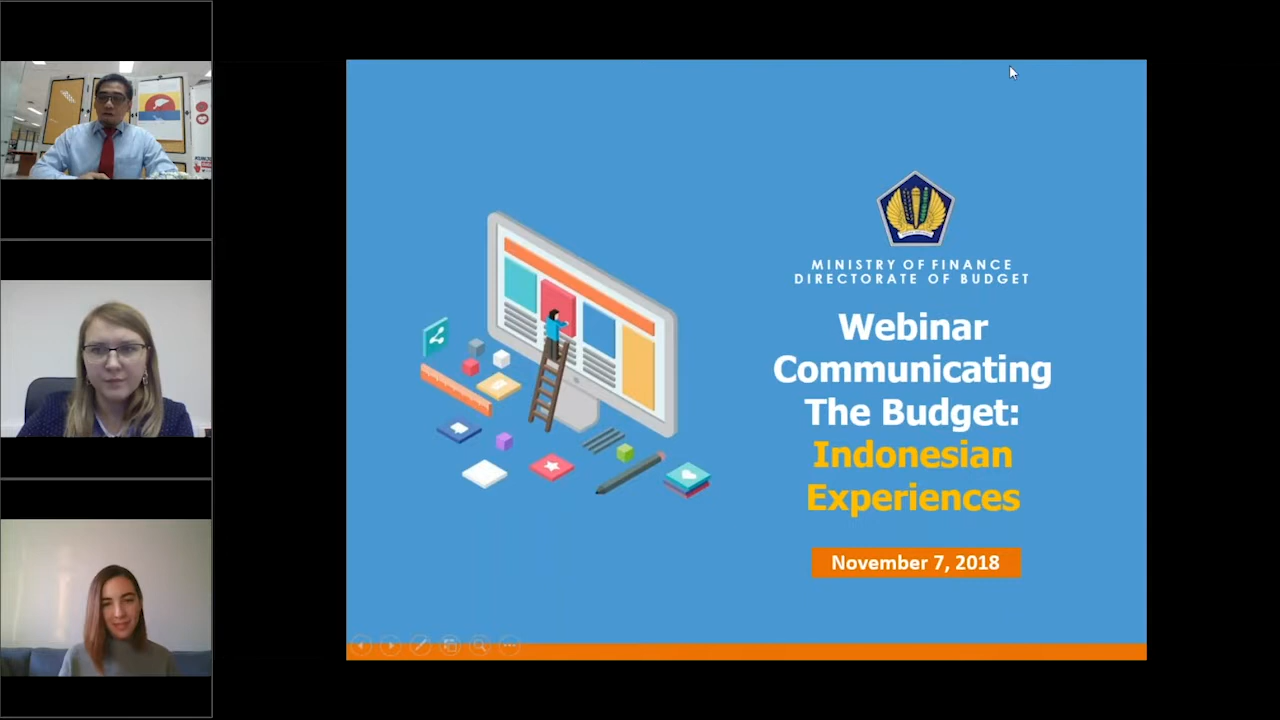 MINISTRY OF FINANCE
DIRECTORATE OF BUDGET
Webinar
Communicating
The Budget:
Indonesian
Experiences
November 7, 2018